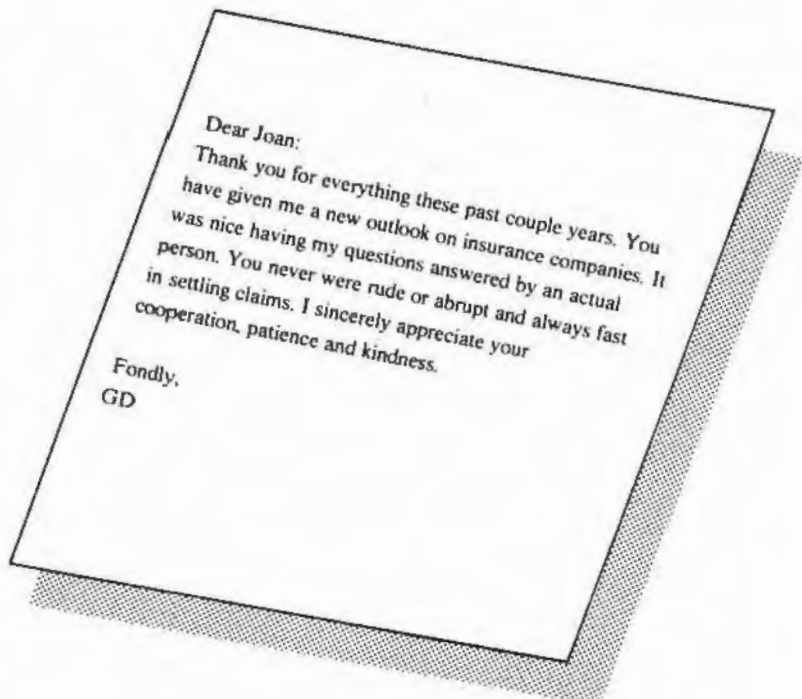 Dear Joan:
Thank you for everything these past couple years. You
have given me a new outlook on insurance companies. It
was nice having my questions answered by an actual
person. You never were rude or abrupt and always fast
in settling claims. I sincerely appreciate your
cooperation, patience and kindness.
Fondly,
GD